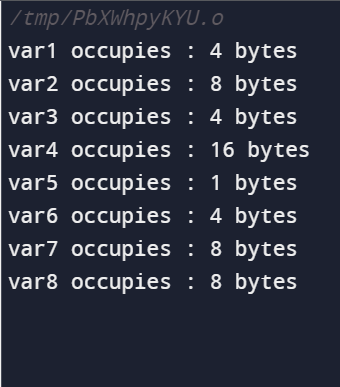 /tmp/PbXWhpyKYU.o
var1 occupies : 4 bytes
var2 occupies : 8 bytes
var3 occupies : 4 bytes
var4 occupies : 16 bytes
var5 occupies : 1 bytes
var6 occupies : 4 bytes
var7 occupies : 8 bytes
var8 occupies : 8 bytes